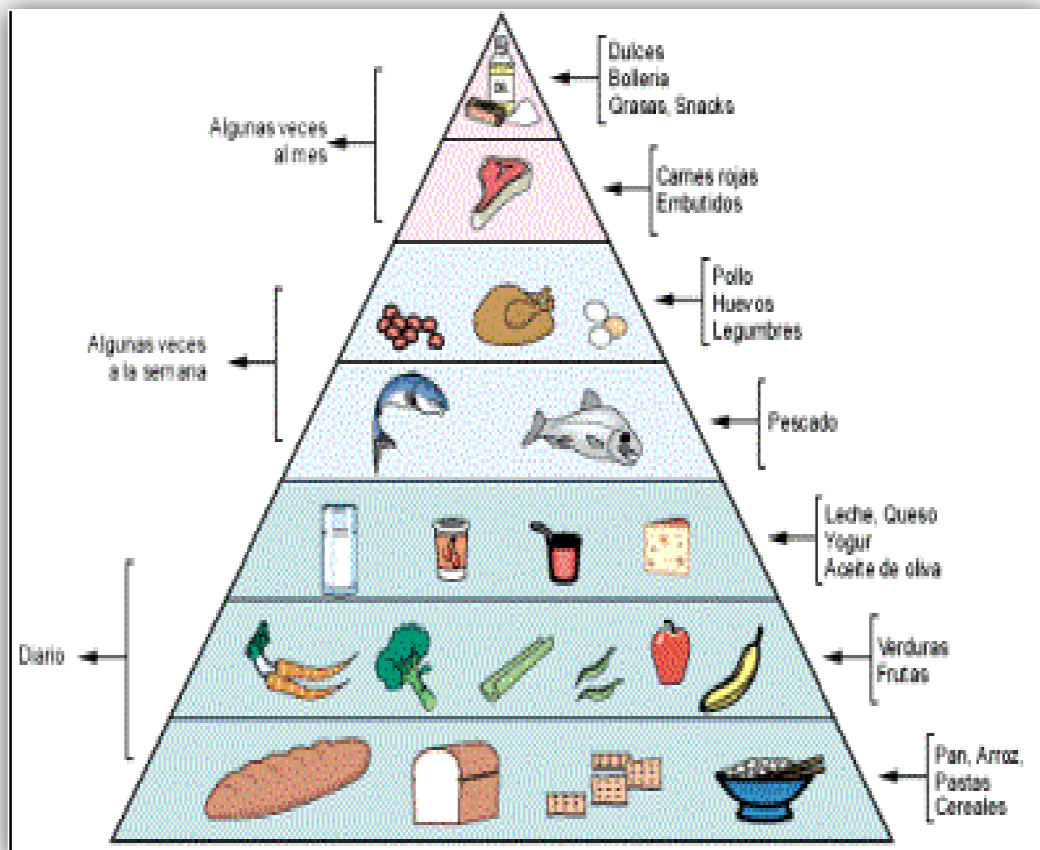 Dulces
Bolleria
Grasas, Snacks
Algunas veces
al mes
Carnes rojas
Embutidos
Pollo
Huevos
Legumbres
Algunas veces
a la semana
Pescado
Leche, Queso
Yogur
Aceite de oliva
Diario
Verduras
Frutas
Pan, Arroz,
Pastas
Cereales